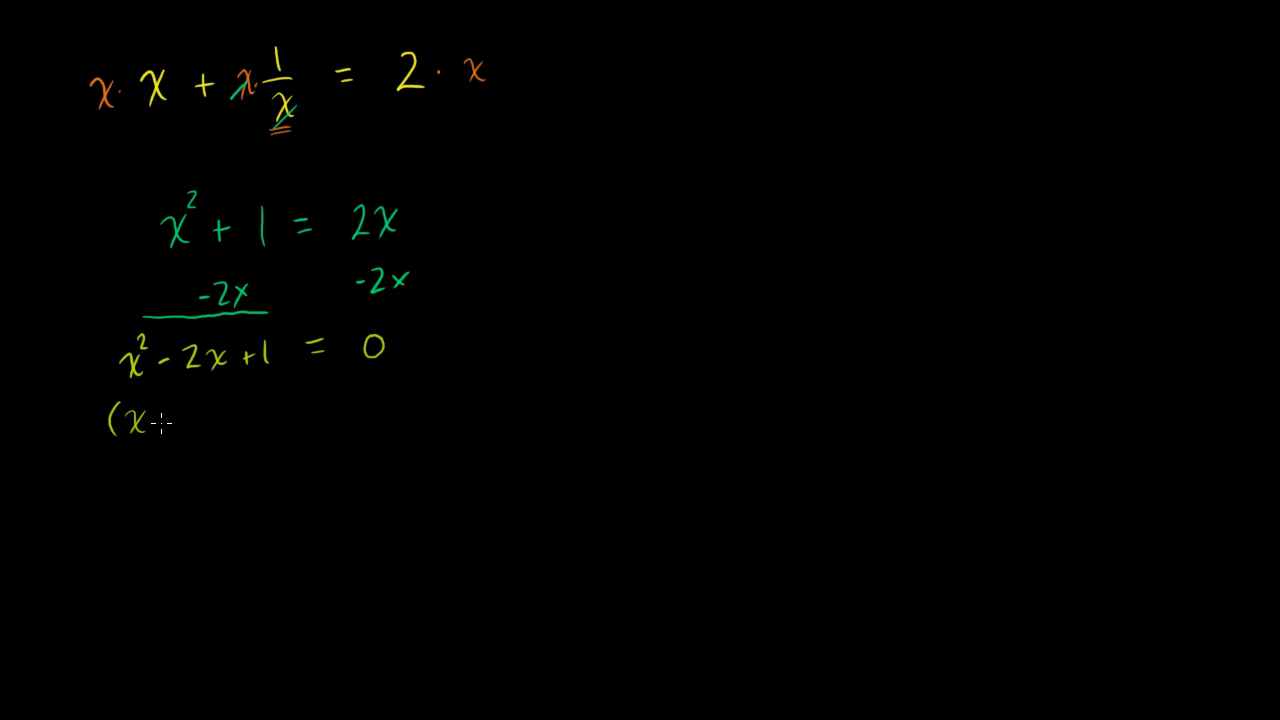 x · x + x · 1/x = 2 · x
x² + 1 = 2x
-2x -2x
x² - 2x + 1 = 0
(x